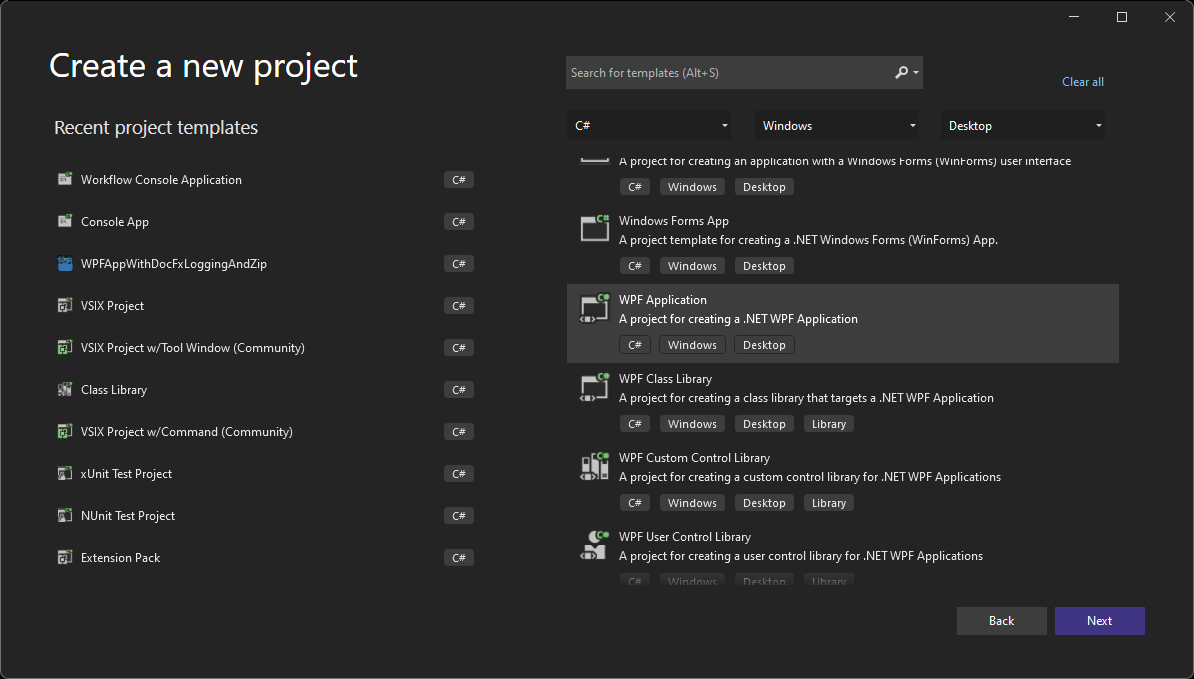 Create a new project
Search for templates (Alt+S)
Clear all
Recent project templates
C#
Windows
Desktop
Workflow Console Application
C#
Console App
C#
WPFAppWithDocFxLoggingAndZip
C#
VSIX Project
C#
VSIX Project w/Tool Window (Community)
C#
Class Library
C#
VSIX Project w/Command (Community)
C#
xUnit Test Project
C#
NUnit Test Project
C#
Extension Pack
C#
A project for creating an application with a Windows Forms (WinForms) user interface
C# Windows Desktop
Windows Forms App
A project template for creating a .NET Windows Forms (WinForms) App.
C# Windows Desktop
WPF Application
A project for creating a .NET WPF Application
C# Windows Desktop
WPF Class Library
A project for creating a class library that targets a .NET WPF Application
C# Windows Desktop Library
WPF Custom Control Library
A project for creating a custom control library for .NET WPF Applications
C# Windows Desktop Library
WPF User Control Library
A project for creating a user control library for .NET WPF Applications
C# Windows Desktop Library
Back
Next